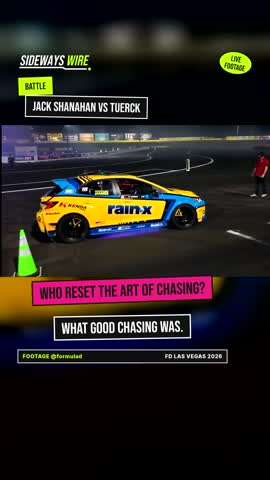 SIDEWAYS WIRE.
LIVE FOOTAGE
BATTLE
JACK SHANAHAN VS TUERCK
KENDA
rain-x
WHO RESET THE ART OF CHASING?
WHAT GOOD CHASING WAS.
FOOTAGE @formulad
FD LAS VEGAS 2026